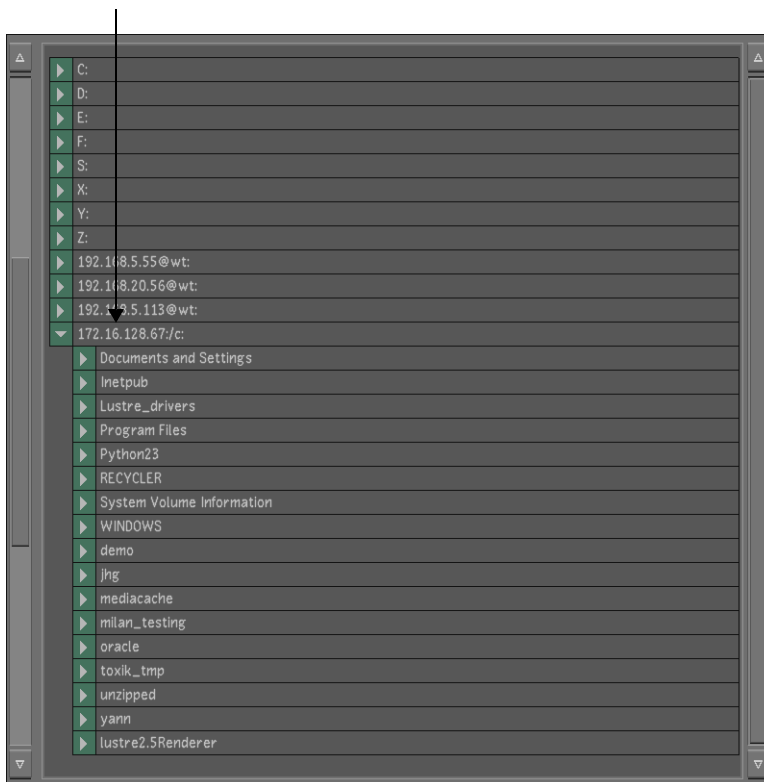 C:
D:
E:
F:
S:
X:
Y:
Z:
192.168.5.55@wt:
192.168.20.56@wt:
192.168.5.113@wt:
172.16.128.67:/c:
Documents and Settings
Inetpub
Lustre_drivers
Program Files
Python23
RECYCLER
System Volume Information
WINDOWS
demo
jhg
mediacache
milan_testing
oracle
toxik_tmp
unzipped
yann
lustre2.5Renderer